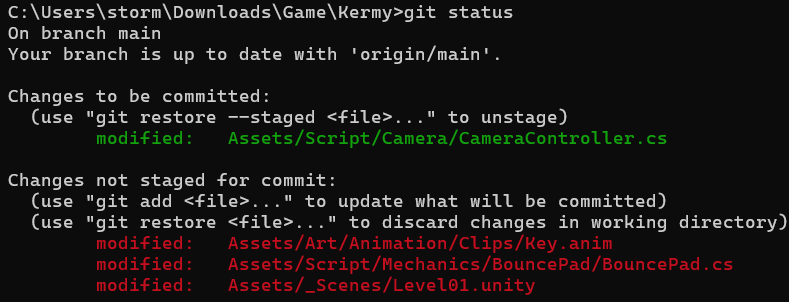 C:\Users\storm\Downloads\Game\Kermy>git status
On branch main
Your branch is up to date with 'origin/main'.

Changes to be committed:
  (use "git restore --staged <file>..." to unstage)
        modified:   Assets/Script/Camera/CameraController.cs

Changes not staged for commit:
  (use "git add <file>..." to update what will be committed)
  (use "git restore <file>..." to discard changes in working directory)
        modified:   Assets/Art/Animation/Clips/Key.anim
        modified:   Assets/Script/Mechanics/BouncePad/BouncePad.cs
        modified:   Assets/_Scenes/Level01.unity